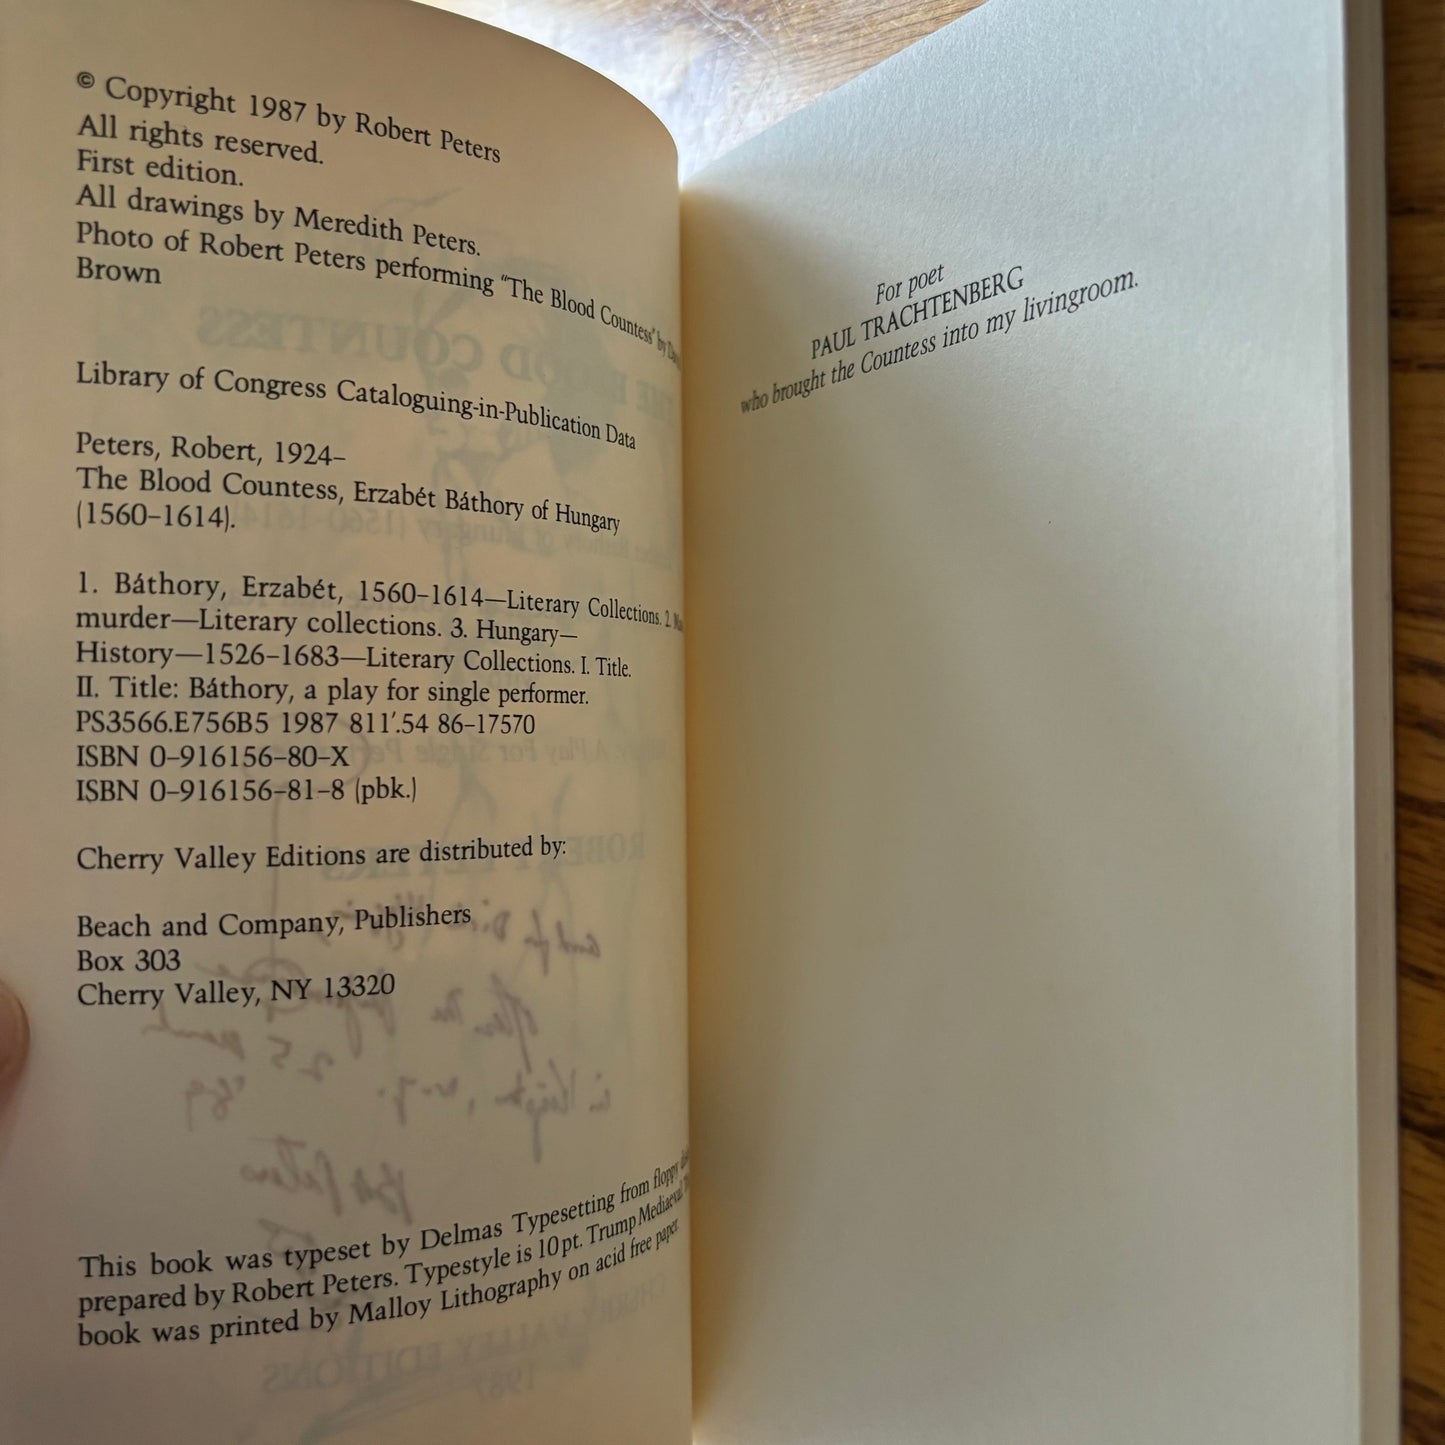 © Copyright 1987 by Robert Peters
All rights reserved.
First edition.
All drawings by Meredith Peters.
Photo of Robert Peters performing "The Blood Countess" by
Brown
Library of Congress Cataloguing-in-Publication Data
Peters, Robert, 1924–
The Blood Countess, Erzabét Báthory of Hungary
(1560–1614).
1. Báthory, Erzabét, 1560–1614—Literary Collections. 2.
murder—Literary collections. 3. Hungary—
History—1526–1683—Literary Collections. I. Title.
II. Title: Báthory, a play for single performer.
PS3566.E756B5 1987 811'.54 86–17570
ISBN 0–916156–80–X
ISBN 0–916156–81–8 (pbk.)
Cherry Valley Editions are distributed by:
Beach and Company, Publishers
Box 303
Cherry Valley, NY 13320
This book was typeset by Delmas Typesetting from floppy
prepared by Robert Peters. Typestyle is 10pt. Trump Mediaeval.
book was printed by Malloy Lithography on acid free paper.
For poet
PAUL TRACHTENBERG
who brought the Countess into my livingroom.